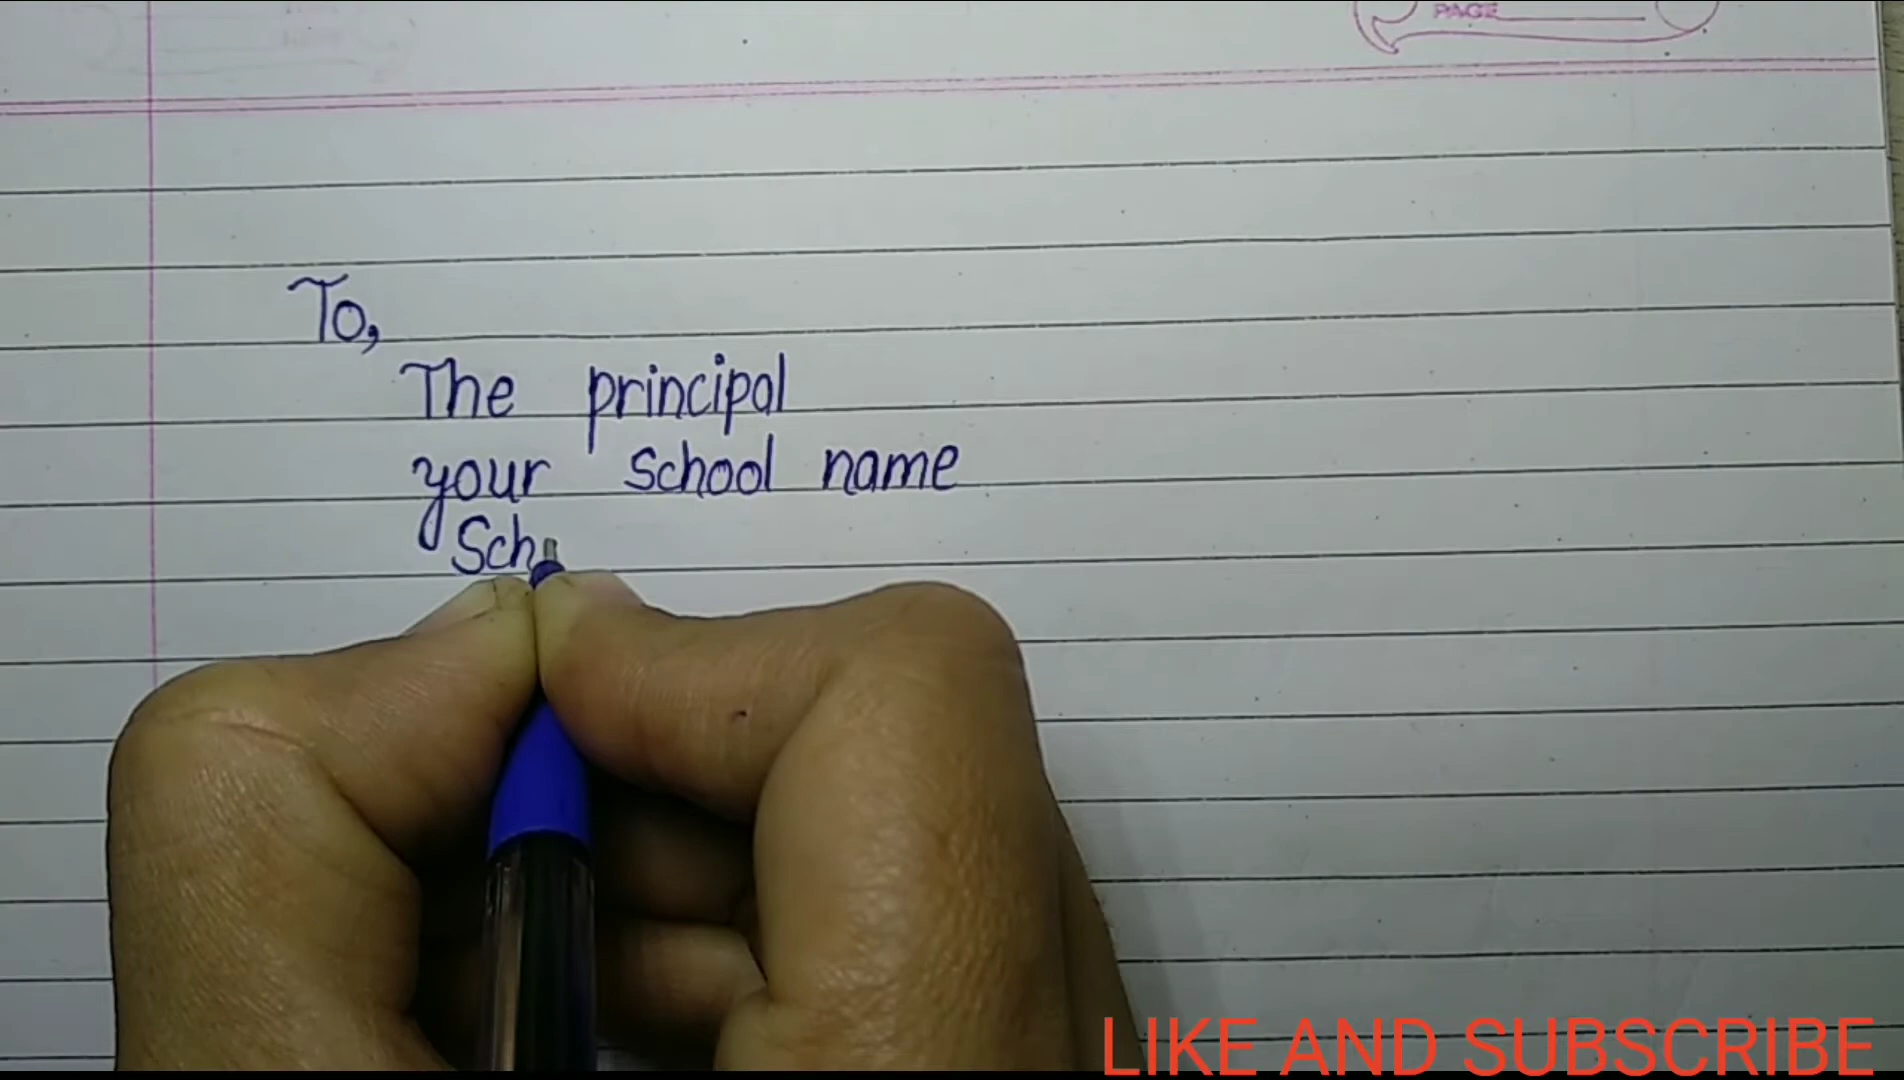 PAGE
To,
The principal
your school name
Sch
LIKE AND SUBSCRIBE